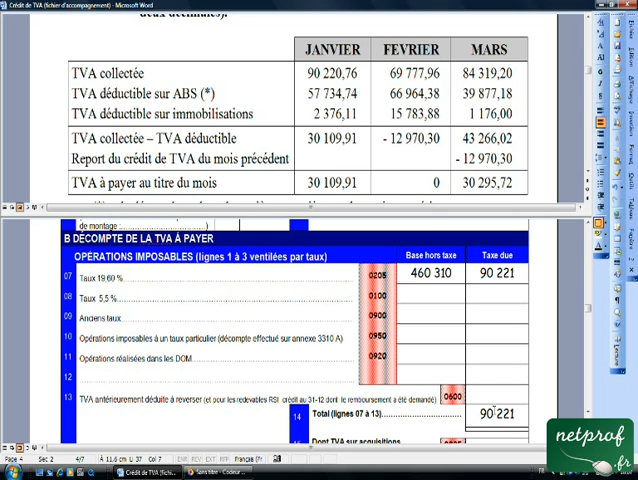 Crédit de TVA (fichier d'accompagnement) - Microsoft Word
deux décimales).
JANVIER FEVRIER MARS
TVA collectée 90 220,76 69 777,96 84 319,20
TVA déductible sur ABS (*) 57 734,74 66 964,38 39 877,18
TVA déductible sur immobilisations 2 376,11 15 783,88 1 176,00
TVA collectée – TVA déductible 30 109,91 - 12 970,30 43 266,02
Report du crédit de TVA du mois précédent - 12 970,30
TVA à payer au titre du mois 30 109,91 0 30 295,72
de montage :
B DÉCOMPTE DE LA TVA À PAYER
OPÉRATIONS IMPOSABLES (lignes 1 à 3 ventilées par taux) Base hors taxe Taxe due
07 Taux 19,60 % 0205 460 310 90 221
08 Taux 5,5 % 0100
09 Anciens taux 0900
10 Opérations imposables à un taux particulier (décompte effectué sur annexe 3310 A) 0950
11 Opérations réalisées dans les DOM 0920
12
13 TVA antérieurement déduite à reverser (et pour les redevables RSI crédit au 31-12 dont le remboursement a été demandé) 0600
14 Total (lignes 07 à 13) 90 221
Dont TVA sur acquisitions
Page 4 Sec 2 4/7 À 11,6 cm Li 37 Col 7 ENR REV EXT RFP Français (Fr
Crédit de TVA (fichi... Sans titre - Codeur ... FR
netprof
.fr